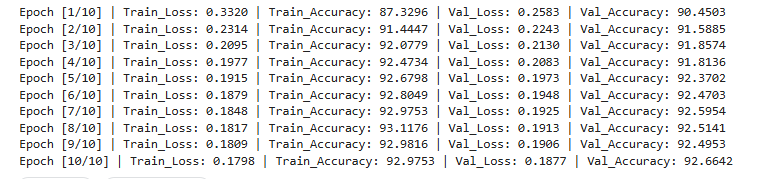 Epoch [1/10] | Train_Loss: 0.3320 | Train_Accuracy: 87.3296 | Val_Loss: 0.2583 | Val_Accuracy: 90.4503
Epoch [2/10] | Train_Loss: 0.2314 | Train_Accuracy: 91.4447 | Val_Loss: 0.2243 | Val_Accuracy: 91.5885
Epoch [3/10] | Train_Loss: 0.2095 | Train_Accuracy: 92.0779 | Val_Loss: 0.2130 | Val_Accuracy: 91.8574
Epoch [4/10] | Train_Loss: 0.1977 | Train_Accuracy: 92.4734 | Val_Loss: 0.2083 | Val_Accuracy: 91.8136
Epoch [5/10] | Train_Loss: 0.1915 | Train_Accuracy: 92.6798 | Val_Loss: 0.1973 | Val_Accuracy: 92.3702
Epoch [6/10] | Train_Loss: 0.1879 | Train_Accuracy: 92.8049 | Val_Loss: 0.1948 | Val_Accuracy: 92.4703
Epoch [7/10] | Train_Loss: 0.1848 | Train_Accuracy: 92.9753 | Val_Loss: 0.1925 | Val_Accuracy: 92.5954
Epoch [8/10] | Train_Loss: 0.1817 | Train_Accuracy: 93.1176 | Val_Loss: 0.1913 | Val_Accuracy: 92.5141
Epoch [9/10] | Train_Loss: 0.1809 | Train_Accuracy: 92.9816 | Val_Loss: 0.1906 | Val_Accuracy: 92.4953
Epoch [10/10] | Train_Loss: 0.1798 | Train_Accuracy: 92.9753 | Val_Loss: 0.1877 | Val_Accuracy: 92.6642